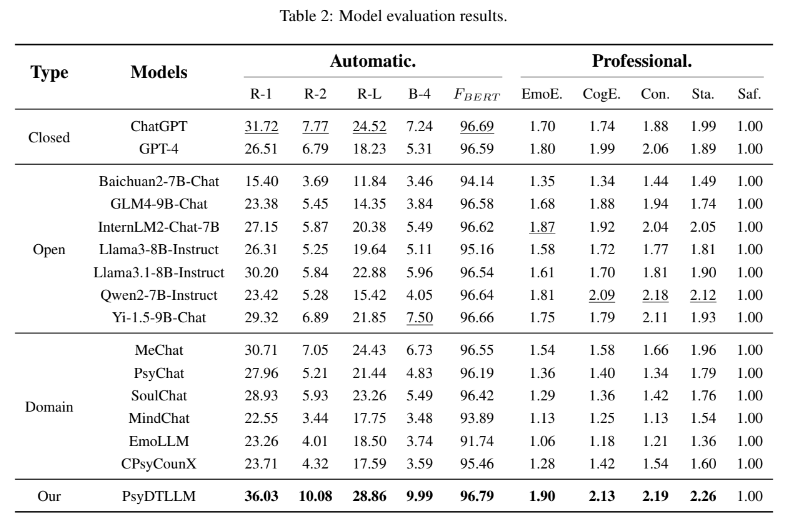 Table 2: Model evaluation results.
Type Models Automatic. Professional.
R-1 R-2 R-L B-4 F_BERT EmoE. CogE. Con. Sta. Saf.
Closed
ChatGPT 31.72 7.77 24.52 7.24 96.69 1.70 1.74 1.88 1.99 1.00
GPT-4 26.51 6.79 18.23 5.31 96.59 1.80 1.99 2.06 1.89 1.00
Open
Baichuan2-7B-Chat 15.40 3.69 11.84 3.46 94.14 1.35 1.34 1.44 1.49 1.00
GLM4-9B-Chat 23.38 5.45 14.35 3.84 96.58 1.68 1.88 1.94 1.74 1.00
InternLM2-Chat-7B 27.15 5.87 20.38 5.49 96.62 1.87 1.92 2.04 2.05 1.00
Llama3-8B-Instruct 26.31 5.25 19.64 5.11 95.16 1.58 1.72 1.77 1.81 1.00
Llama3.1-8B-Instruct 30.20 5.84 22.88 5.96 96.54 1.61 1.70 1.81 1.90 1.00
Qwen2-7B-Instruct 23.42 5.28 15.42 4.05 96.64 1.81 2.09 2.18 2.12 1.00
Yi-1.5-9B-Chat 29.32 6.89 21.85 7.50 96.66 1.75 1.79 2.11 1.93 1.00
Domain
MeChat 30.71 7.05 24.43 6.73 96.55 1.54 1.58 1.66 1.96 1.00
PsyChat 27.96 5.21 21.44 4.83 96.19 1.36 1.40 1.34 1.79 1.00
SoulChat 28.93 5.93 23.26 5.49 96.42 1.29 1.36 1.42 1.76 1.00
MindChat 22.55 3.44 17.75 3.48 93.89 1.13 1.25 1.13 1.54 1.00
EmoLLM 23.26 4.01 18.50 3.74 91.74 1.06 1.18 1.21 1.36 1.00
CPsyCounX 23.71 4.32 17.59 3.59 95.46 1.28 1.42 1.54 1.60 1.00
Our PsyDTLLM 36.03 10.08 28.86 9.99 96.79 1.90 2.13 2.19 2.26 1.00